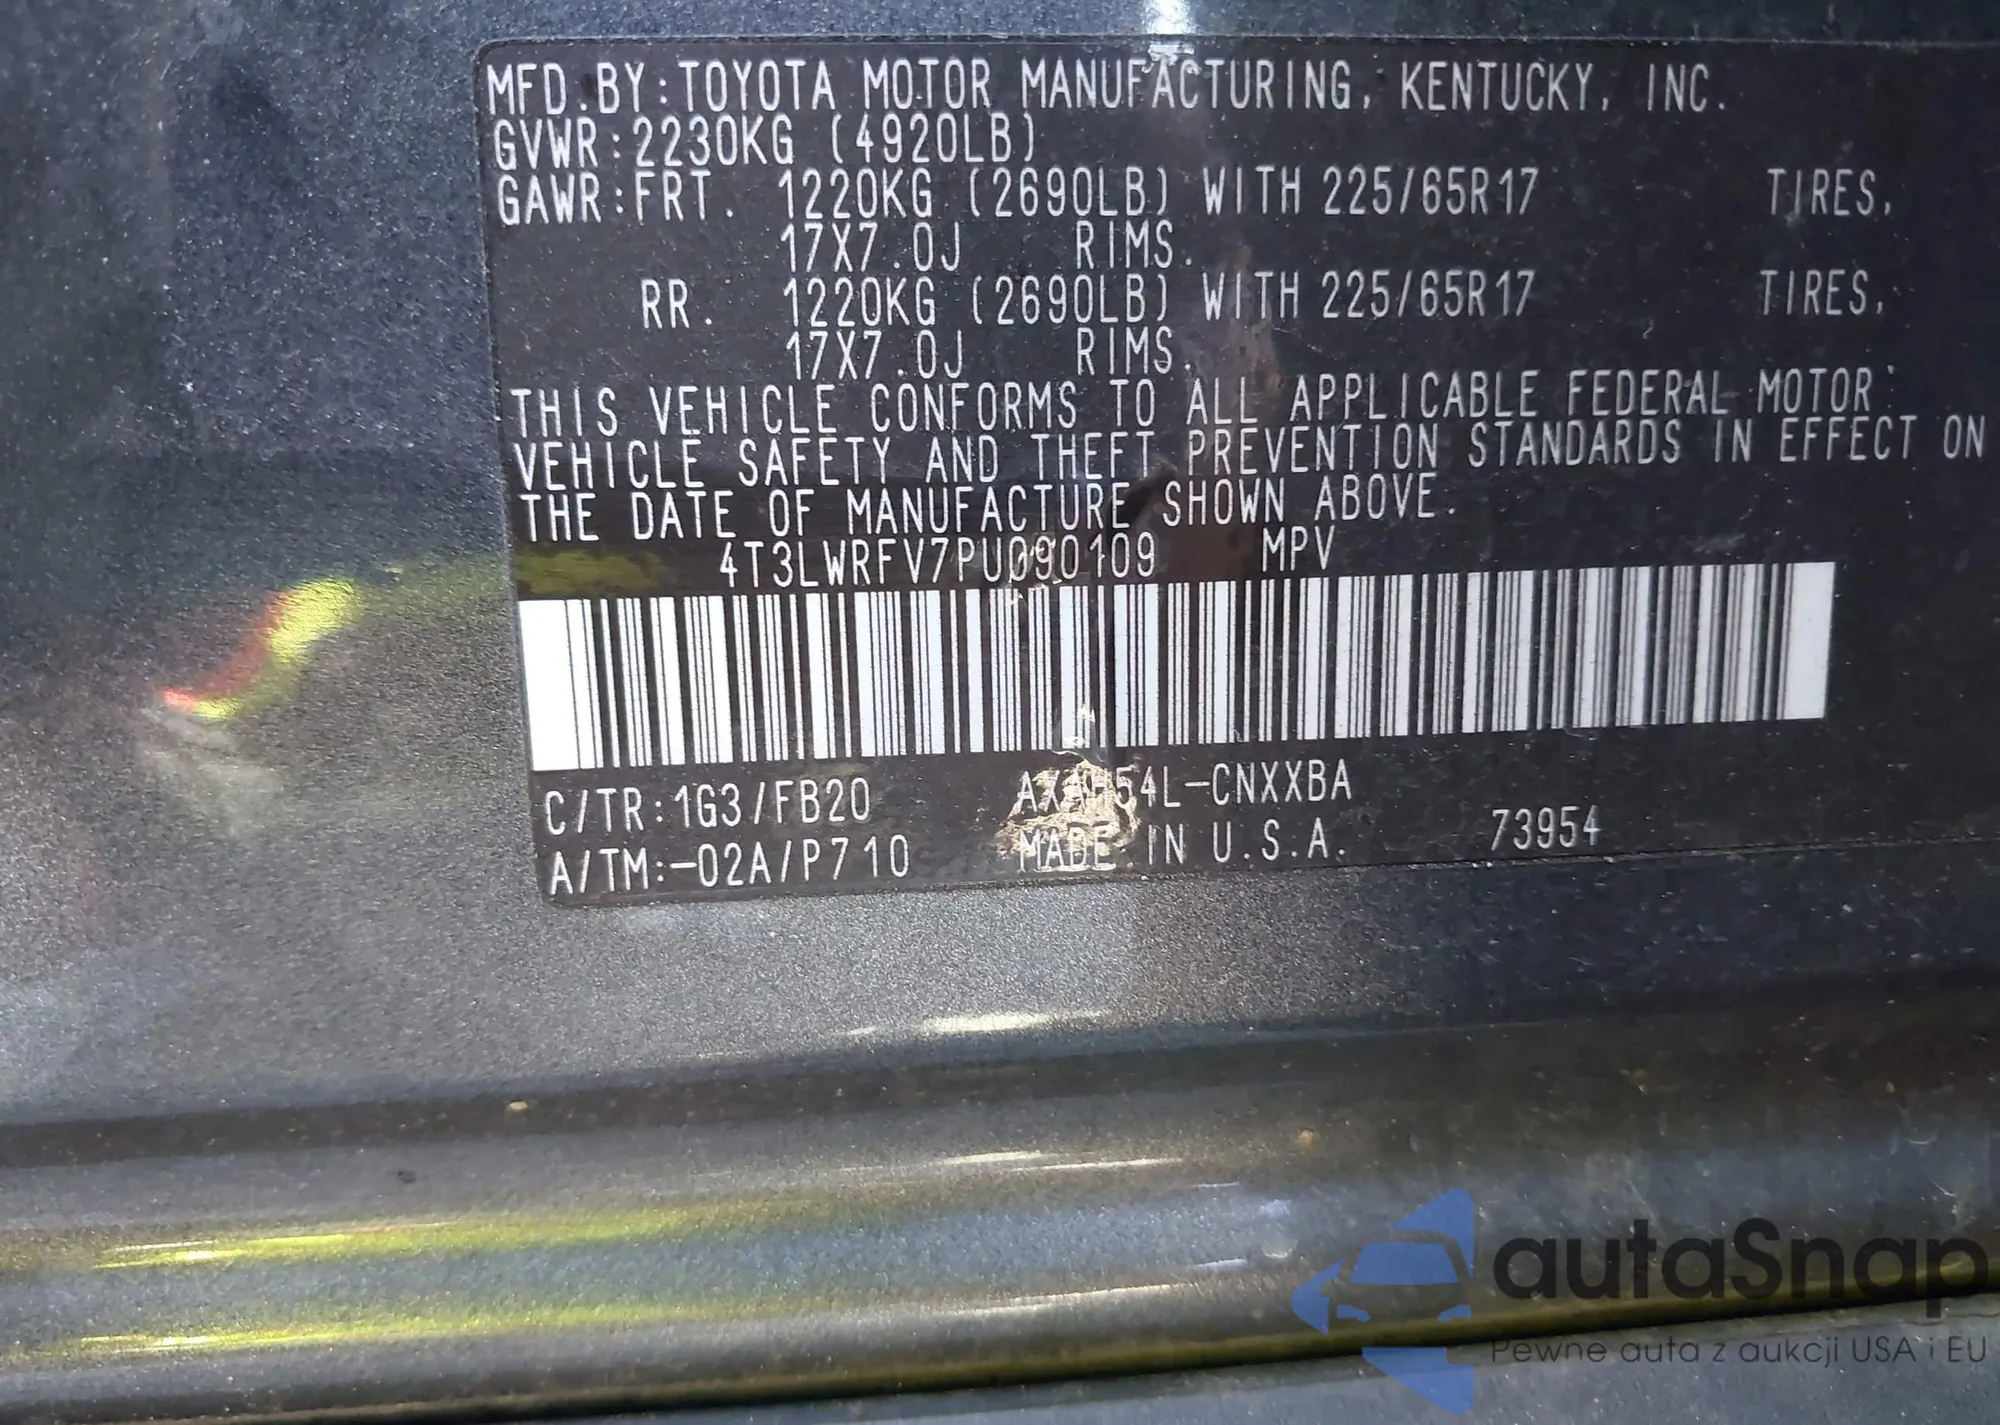 MFD.BY:TOYOTA MOTOR MANUFACTURING, KENTUCKY, INC.
GVWR:2230KG (4920LB)
GAWR:FRT. 1220KG (2690LB) WITH 225/65R17 TIRES,
17X7.0J RIMS.
RR. 1220KG (2690LB) WITH 225/65R17 TIRES,
17X7.0J RIMS.
THIS VEHICLE CONFORMS TO ALL APPLICABLE FEDERAL MOTOR
VEHICLE SAFETY AND THEFT PREVENTION STANDARDS IN EFFECT ON
THE DATE OF MANUFACTURE SHOWN ABOVE.
4T3LWRFV7PU090109 MPV
C/TR:1G3/FB20 AXAH54L-CNXXBA
A/TM:-02A/P710 MADE IN U.S.A. 73954
autaSnap
Pewne auta z aukcji USA i EU